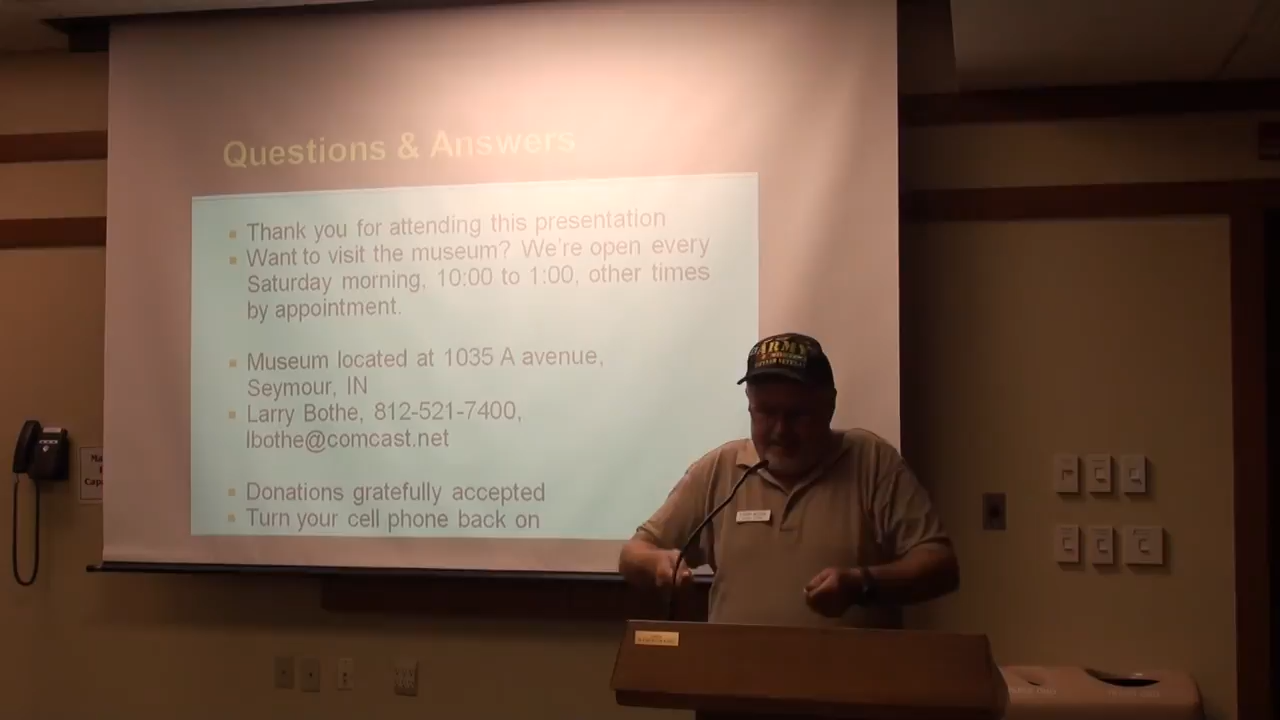 Questions & Answers
Thank you for attending this presentation
Want to visit the museum? We're open every
Saturday morning, 10:00 to 1:00, other times
by appointment.
Museum located at 1035 A avenue,
Seymour, IN
Larry Bothe, 812-521-7400,
lbothe@comcast.net
Donations gratefully accepted
Turn your cell phone back on
ARMY